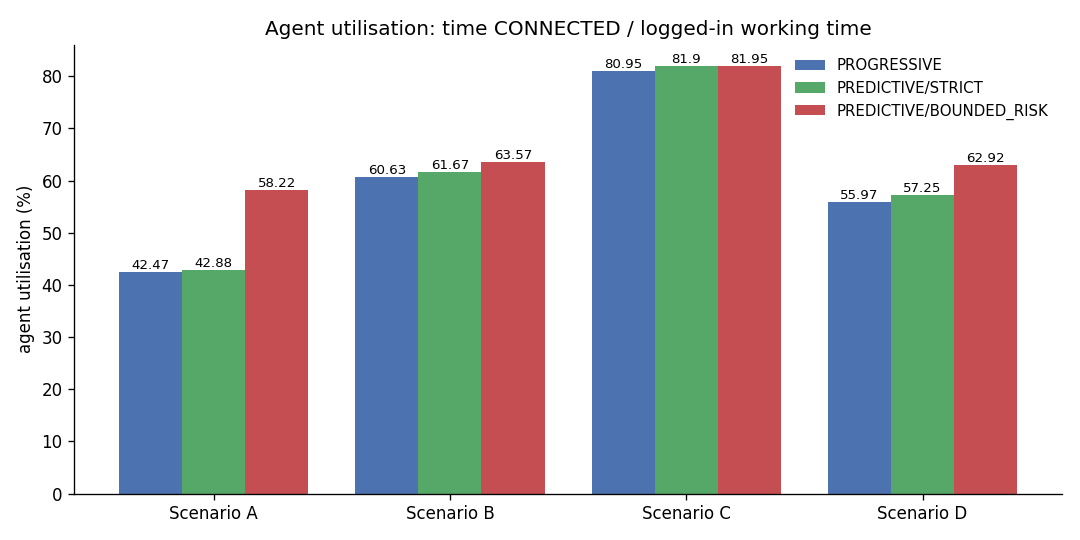 Agent utilisation: time CONNECTED / logged-in working time
PROGRESSIVE
PREDICTIVE/STRICT
PREDICTIVE/BOUNDED_RISK
agent utilisation (%)
80
70
60
50
40
30
20
10
0
42.47
42.88
58.22
60.63
61.67
63.57
80.95
81.9
81.95
55.97
57.25
62.92
Scenario A
Scenario B
Scenario C
Scenario D